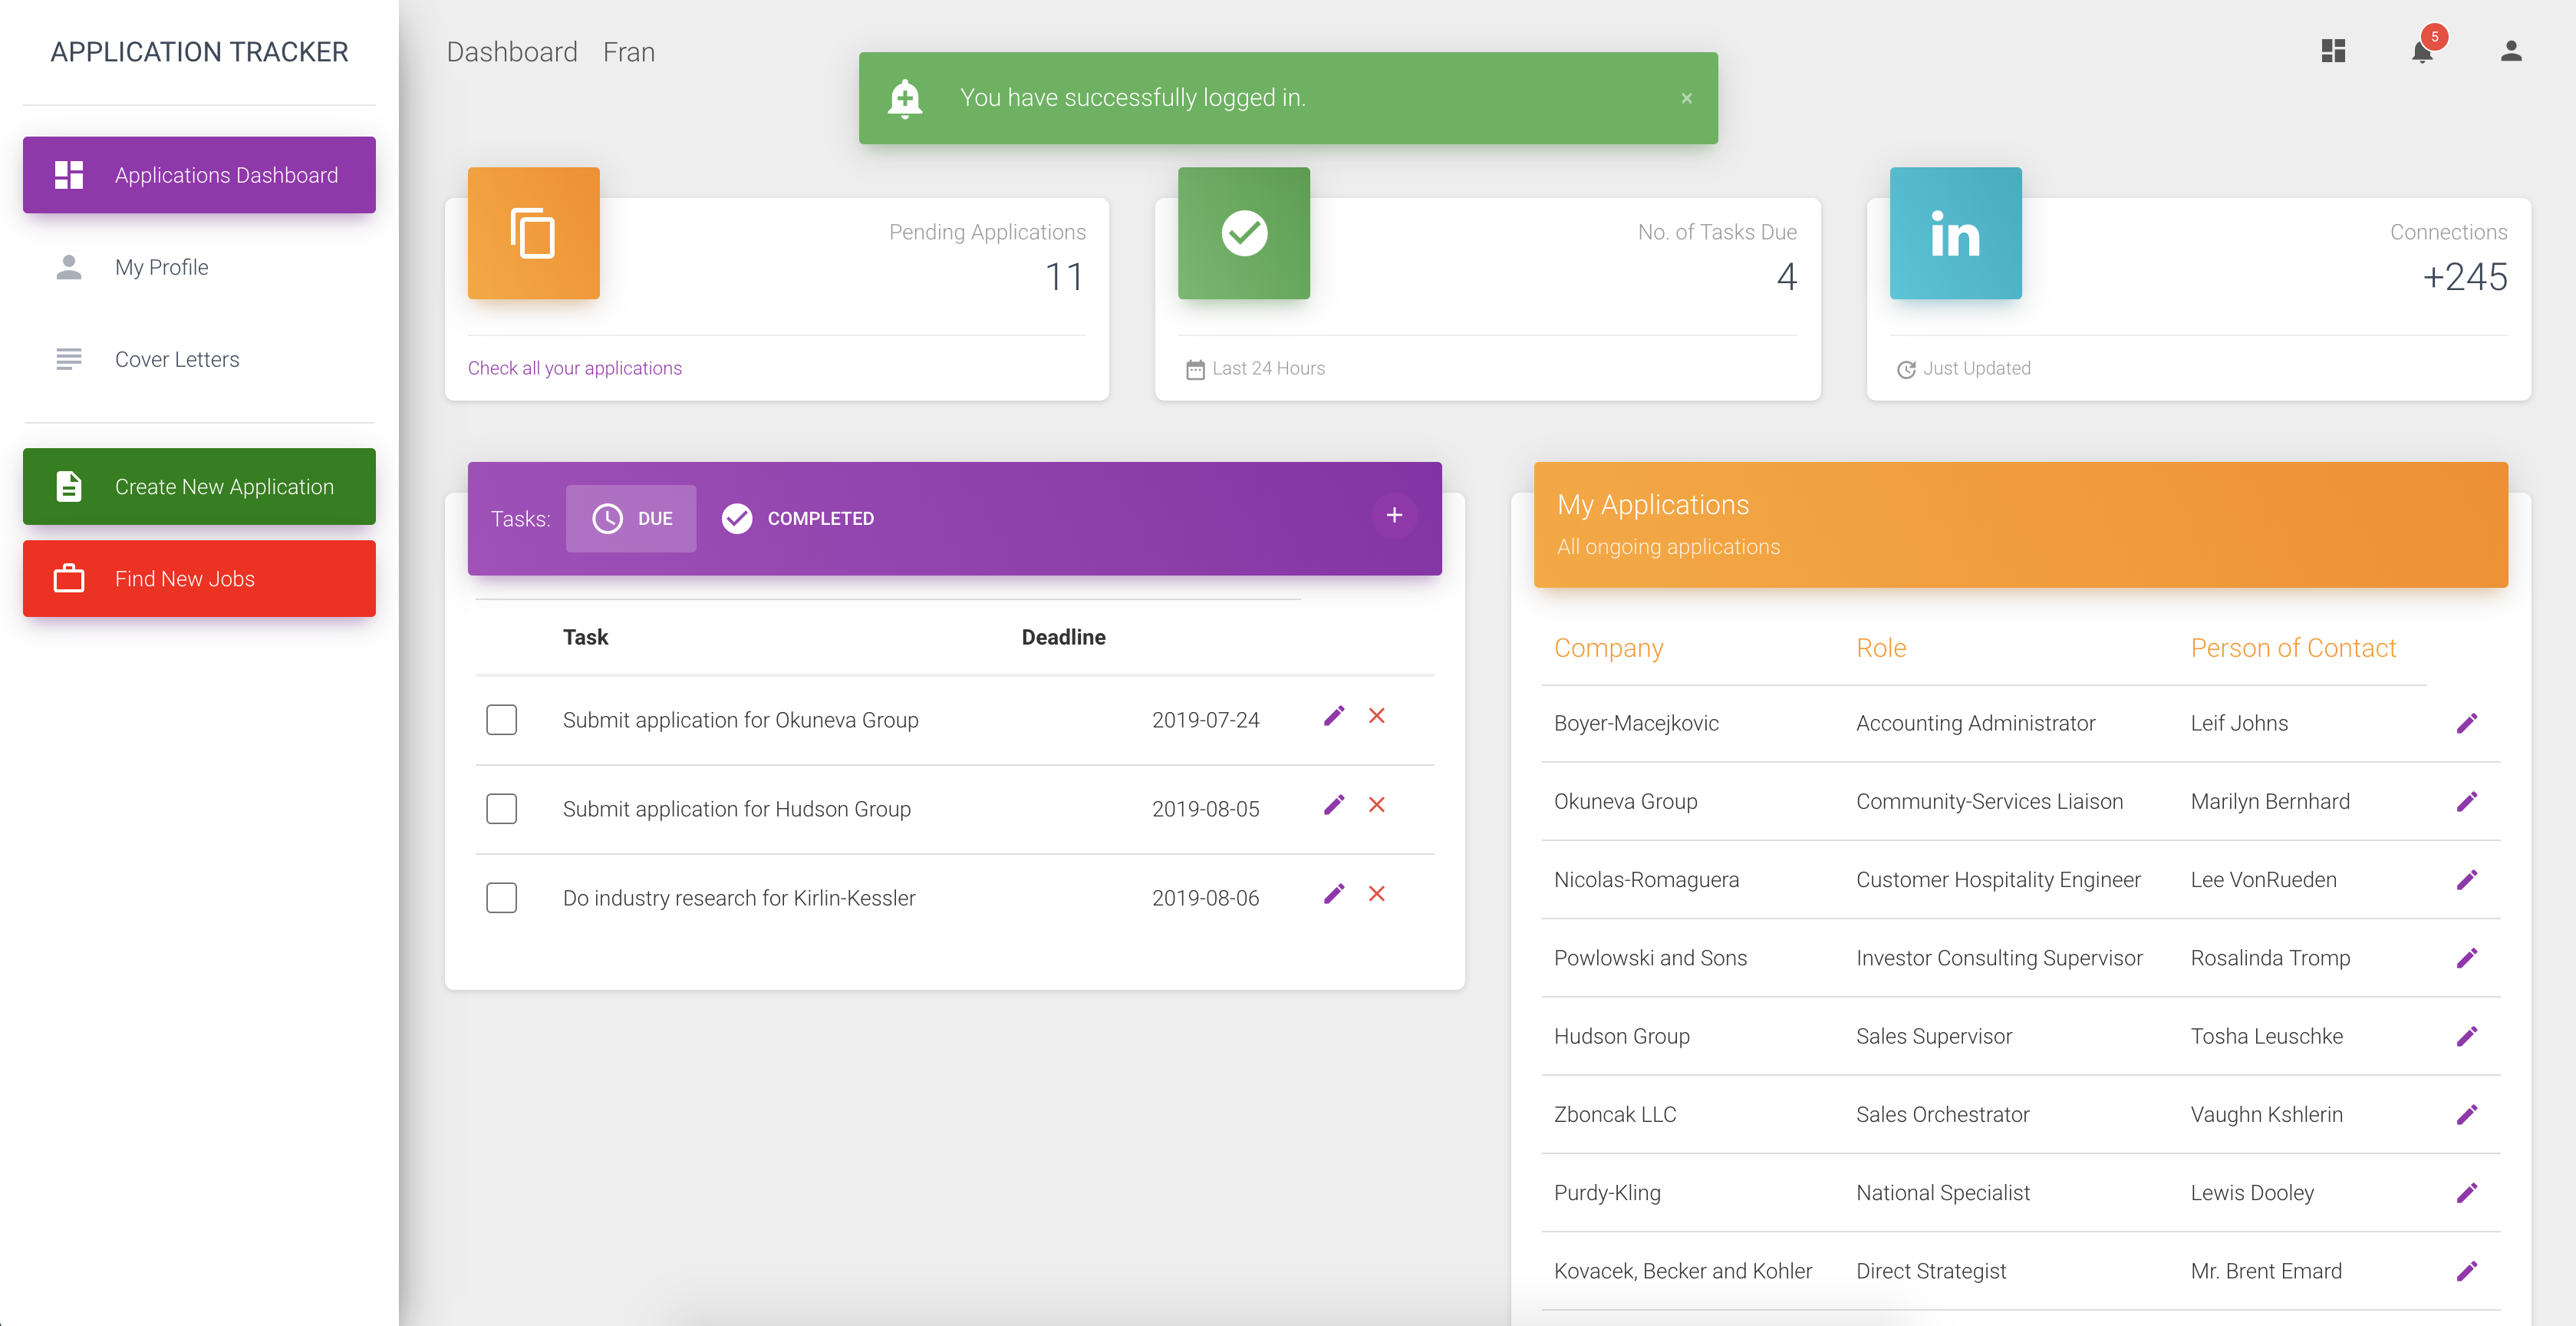 APPLICATION TRACKER
Applications Dashboard
My Profile
Cover Letters
Create New Application
Find New Jobs
Dashboard Fran
You have successfully logged in.
×
5
Pending Applications
11
Check all your applications
No. of Tasks Due
4
Last 24 Hours
in
Connections
+245
Just Updated
Tasks: DUE COMPLETED +
Task Deadline
Submit application for Okuneva Group 2019-07-24
Submit application for Hudson Group 2019-08-05
Do industry research for Kirlin-Kessler 2019-08-06
My Applications
All ongoing applications
Company Role Person of Contact
Boyer-Macejkovic Accounting Administrator Leif Johns
Okuneva Group Community-Services Liaison Marilyn Bernhard
Nicolas-Romaguera Customer Hospitality Engineer Lee VonRueden
Powlowski and Sons Investor Consulting Supervisor Rosalinda Tromp
Hudson Group Sales Supervisor Tosha Leuschke
Zboncak LLC Sales Orchestrator Vaughn Kshlerin
Purdy-Kling National Specialist Lewis Dooley
Kovacek, Becker and Kohler Direct Strategist Mr. Brent Emard